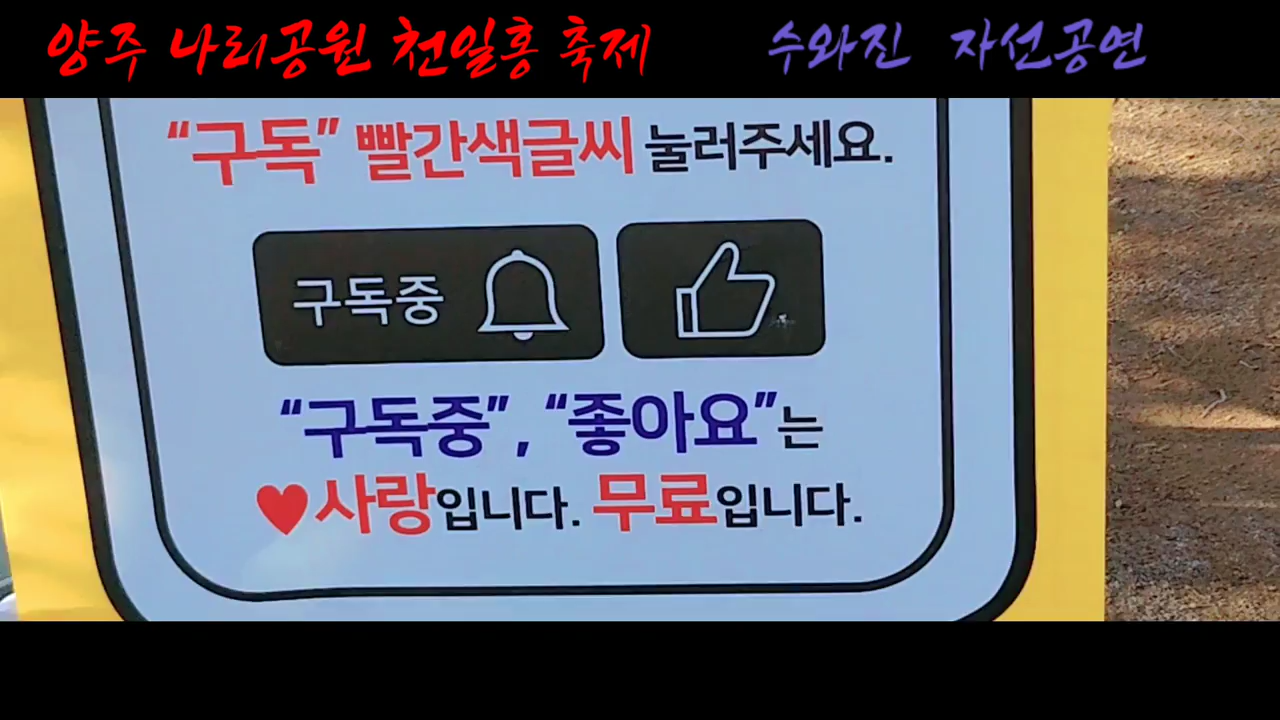 양주 나리공원 천일홍 축제 수와진 자선공연
“구독” 빨간색글씨 눌러주세요.
구독중
“구독중”, “좋아요”는
♥사랑입니다. 무료입니다.